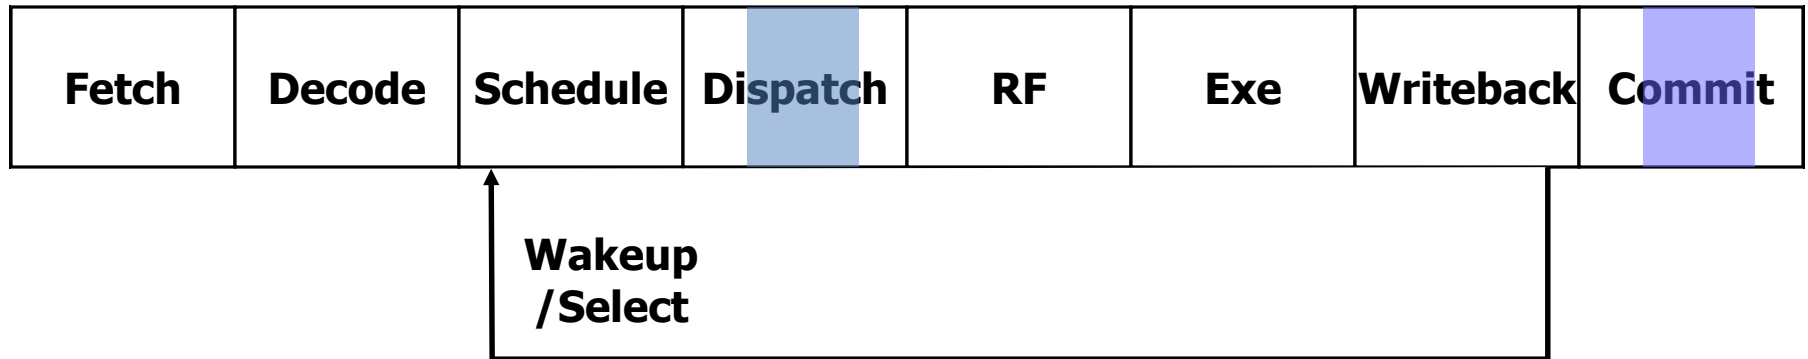 Fetch Decode Schedule Dispatch RF Exe Writeback Commit
Wakeup
/Select